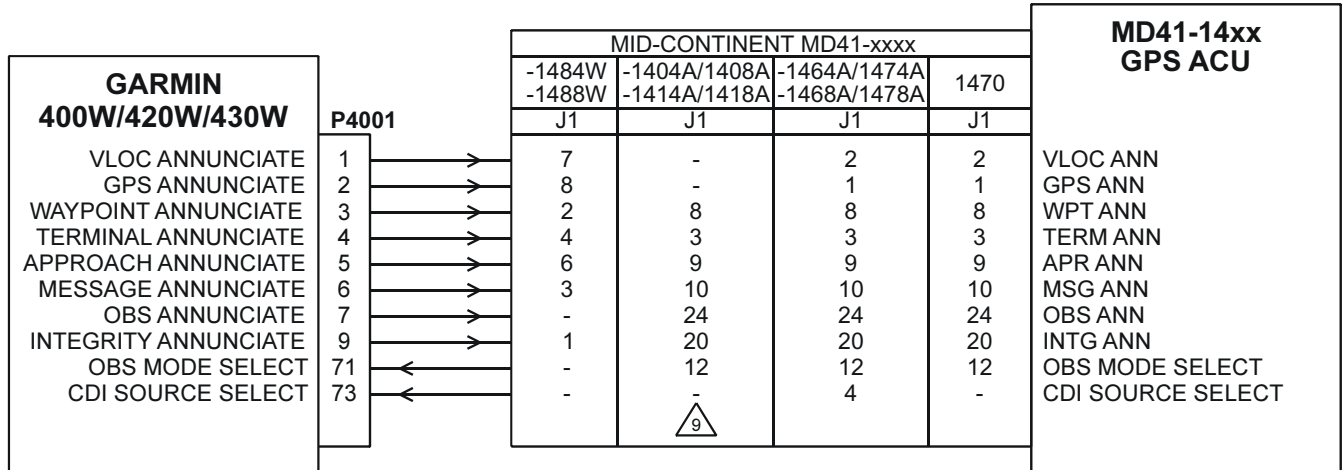 MID-CONTINENT MD41-xxxx
MD41-14xx
GPS ACU
GARMIN
400W/420W/430W
P4001
-1484W -1404A/1408A -1464A/1474A 1470
-1488W -1414A/1418A -1468A/1478A
J1 J1 J1 J1
VLOC ANNUNCIATE 1 7 - 2 2 VLOC ANN
GPS ANNUNCIATE 2 8 - 1 1 GPS ANN
WAYPOINT ANNUNCIATE 3 2 8 8 8 WPT ANN
TERMINAL ANNUNCIATE 4 4 3 3 3 TERM ANN
APPROACH ANNUNCIATE 5 6 9 9 9 APR ANN
MESSAGE ANNUNCIATE 6 3 10 10 10 MSG ANN
OBS ANNUNCIATE 7 - 24 24 24 OBS ANN
INTEGRITY ANNUNCIATE 9 1 20 20 20 INTG ANN
OBS MODE SELECT 71 - 12 12 12 OBS MODE SELECT
CDI SOURCE SELECT 73 - - 4 - CDI SOURCE SELECT
9